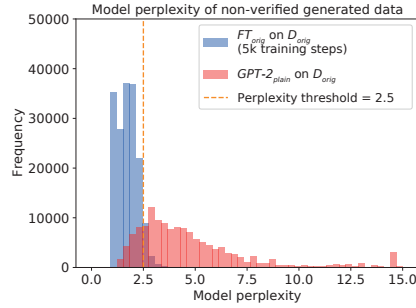 Model perplexity of non-verified generated data
50000
40000
30000
20000
10000
0
Frequency
FT_orig on D_orig
(5k training steps)
GPT-2_plain on D_orig
Perplexity threshold = 2.5
0.0 2.5 5.0 7.5 10.0 12.5 15.0
Model perplexity